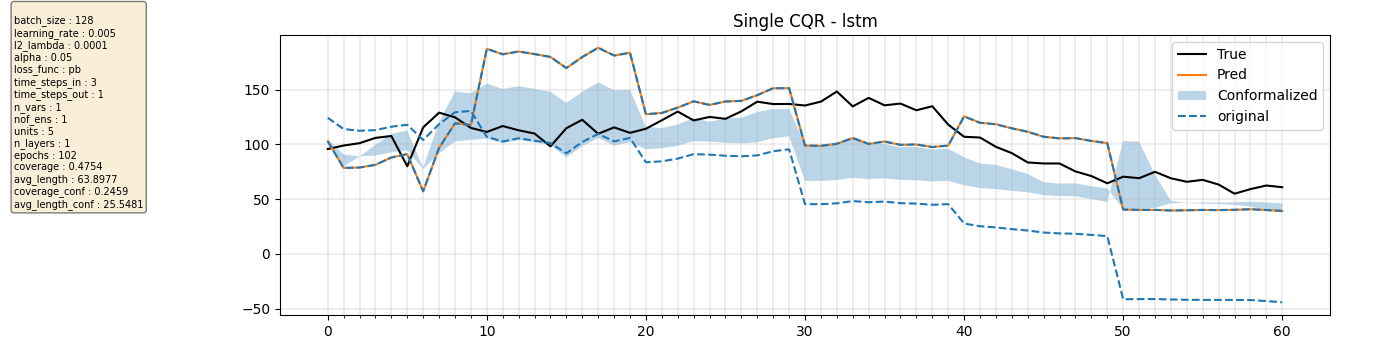 batch_size : 128
learning_rate : 0.005
l2_lambda : 0.0001
alpha : 0.05
loss_func : pb
time_steps_in : 3
time_steps_out : 1
n_vars : 1
nof_ens : 1
units : 5
n_layers : 1
epochs : 102
coverage : 0.4754
avg_length : 63.8977
coverage_conf : 0.2459
avg_length_conf : 25.5481
Single CQR - lstm
True
Pred
Conformalized
original
150
100
50
0
−50
0 10 20 30 40 50 60